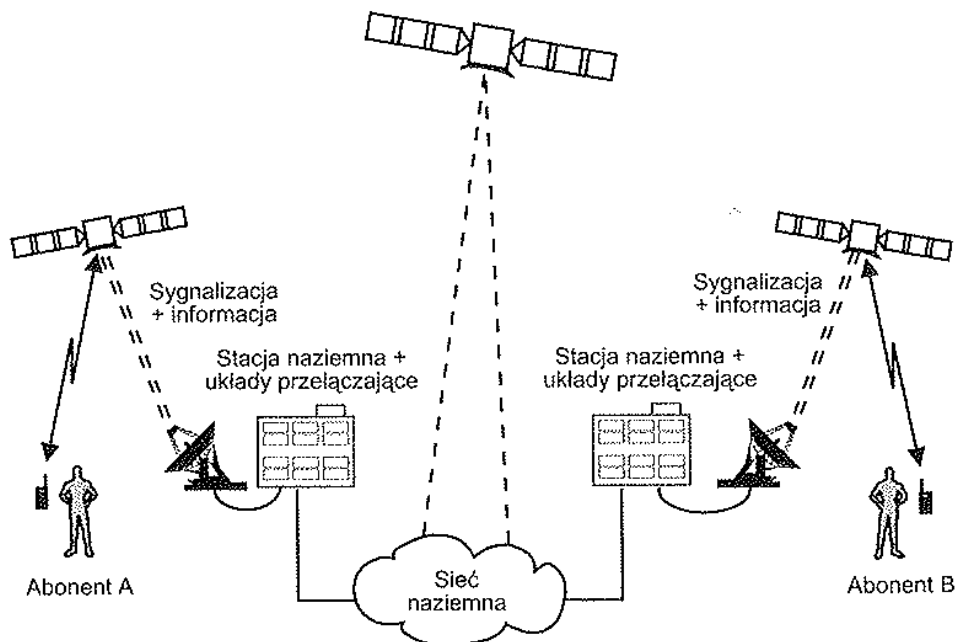 Sygnalizacja
+ informacja
Sygnalizacja
+ informacja
Stacja naziemna +
układy przełączające
Stacja naziemna +
układy przełączające
Abonent A
Sieć
naziemna
Abonent B